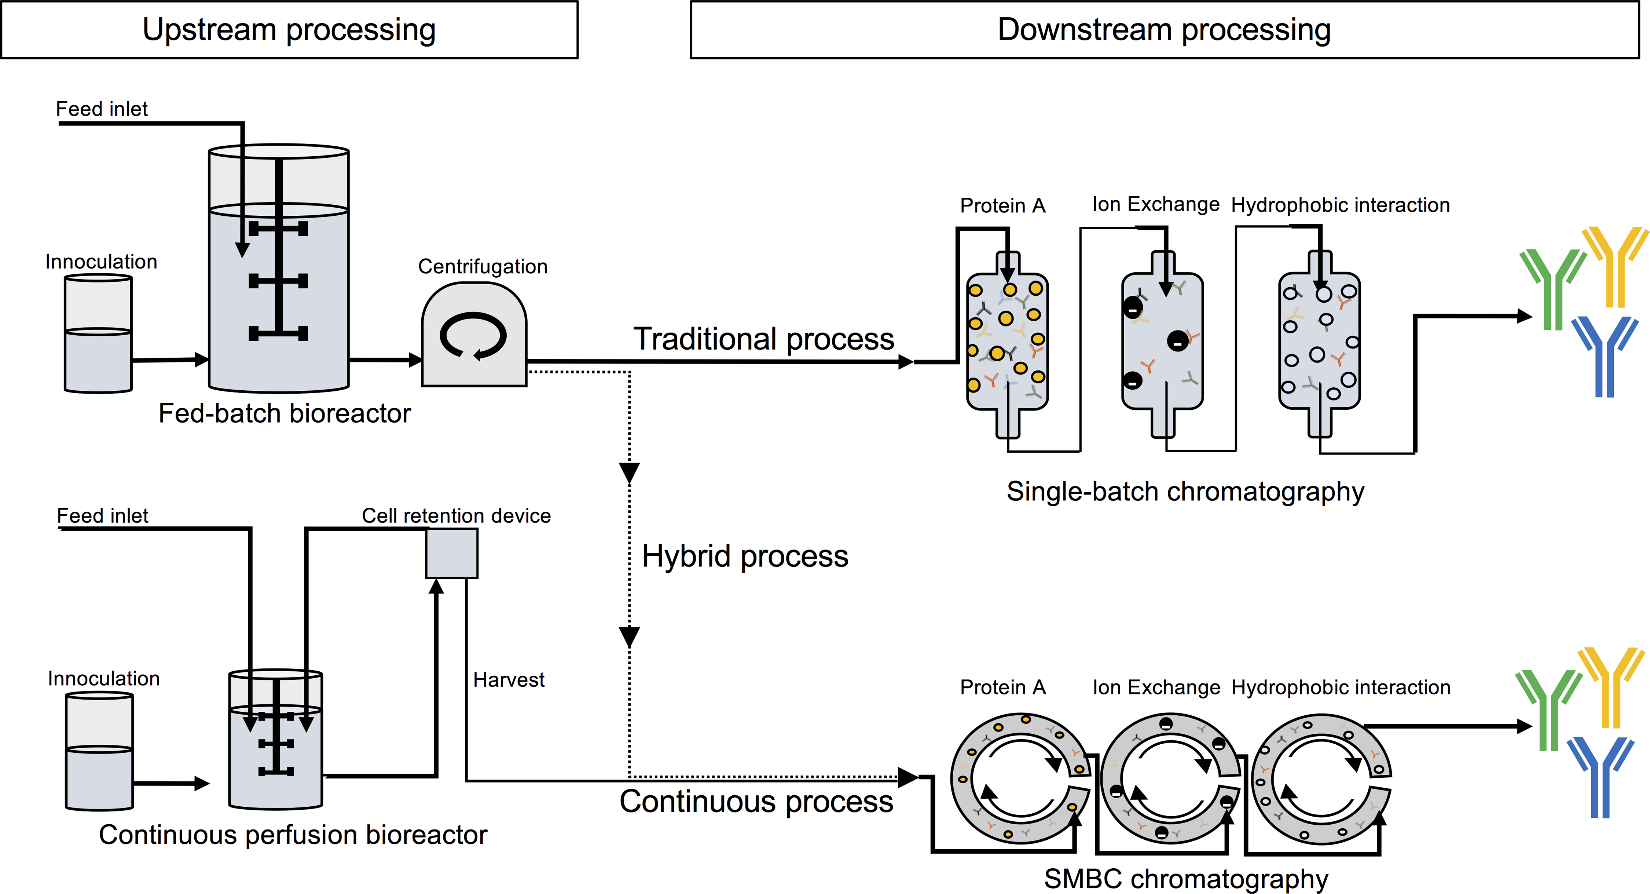 Upstream processing
Downstream processing
Feed inlet
Innoculation
Centrifugation
Fed-batch bioreactor
Traditional process
Protein A
Ion Exchange
Hydrophobic interaction
Single-batch chromatography
Feed inlet
Cell retention device
Hybrid process
Innoculation
Harvest
Continuous perfusion bioreactor
Continuous process
Protein A
Ion Exchange
Hydrophobic interaction
SMBC chromatography